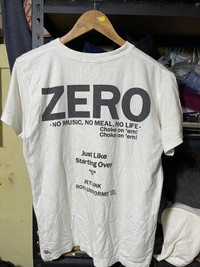 ZERO
- NO MUSIC, NO MEAL, NO LIFE -
Choke on 'em!
Choke on 'em!
Just Like
Starting Over